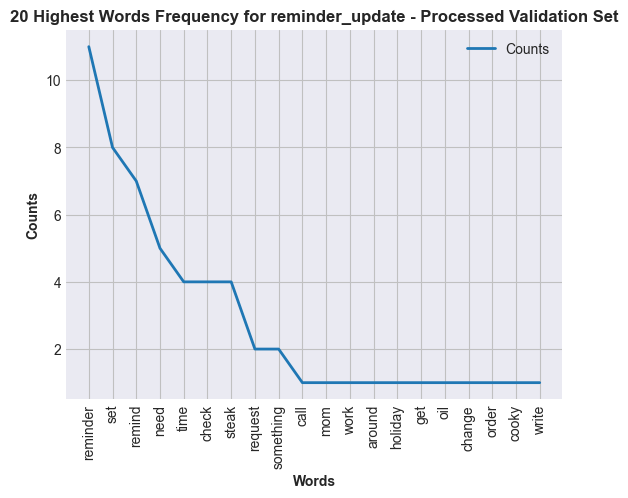 20 Highest Words Frequency for reminder_update - Processed Validation Set
Counts
10
8
6
4
2
Counts
reminder
set
remind
need
time
check
steak
request
something
call
mom
work
around
holiday
get
oil
change
order
cooky
write
Words